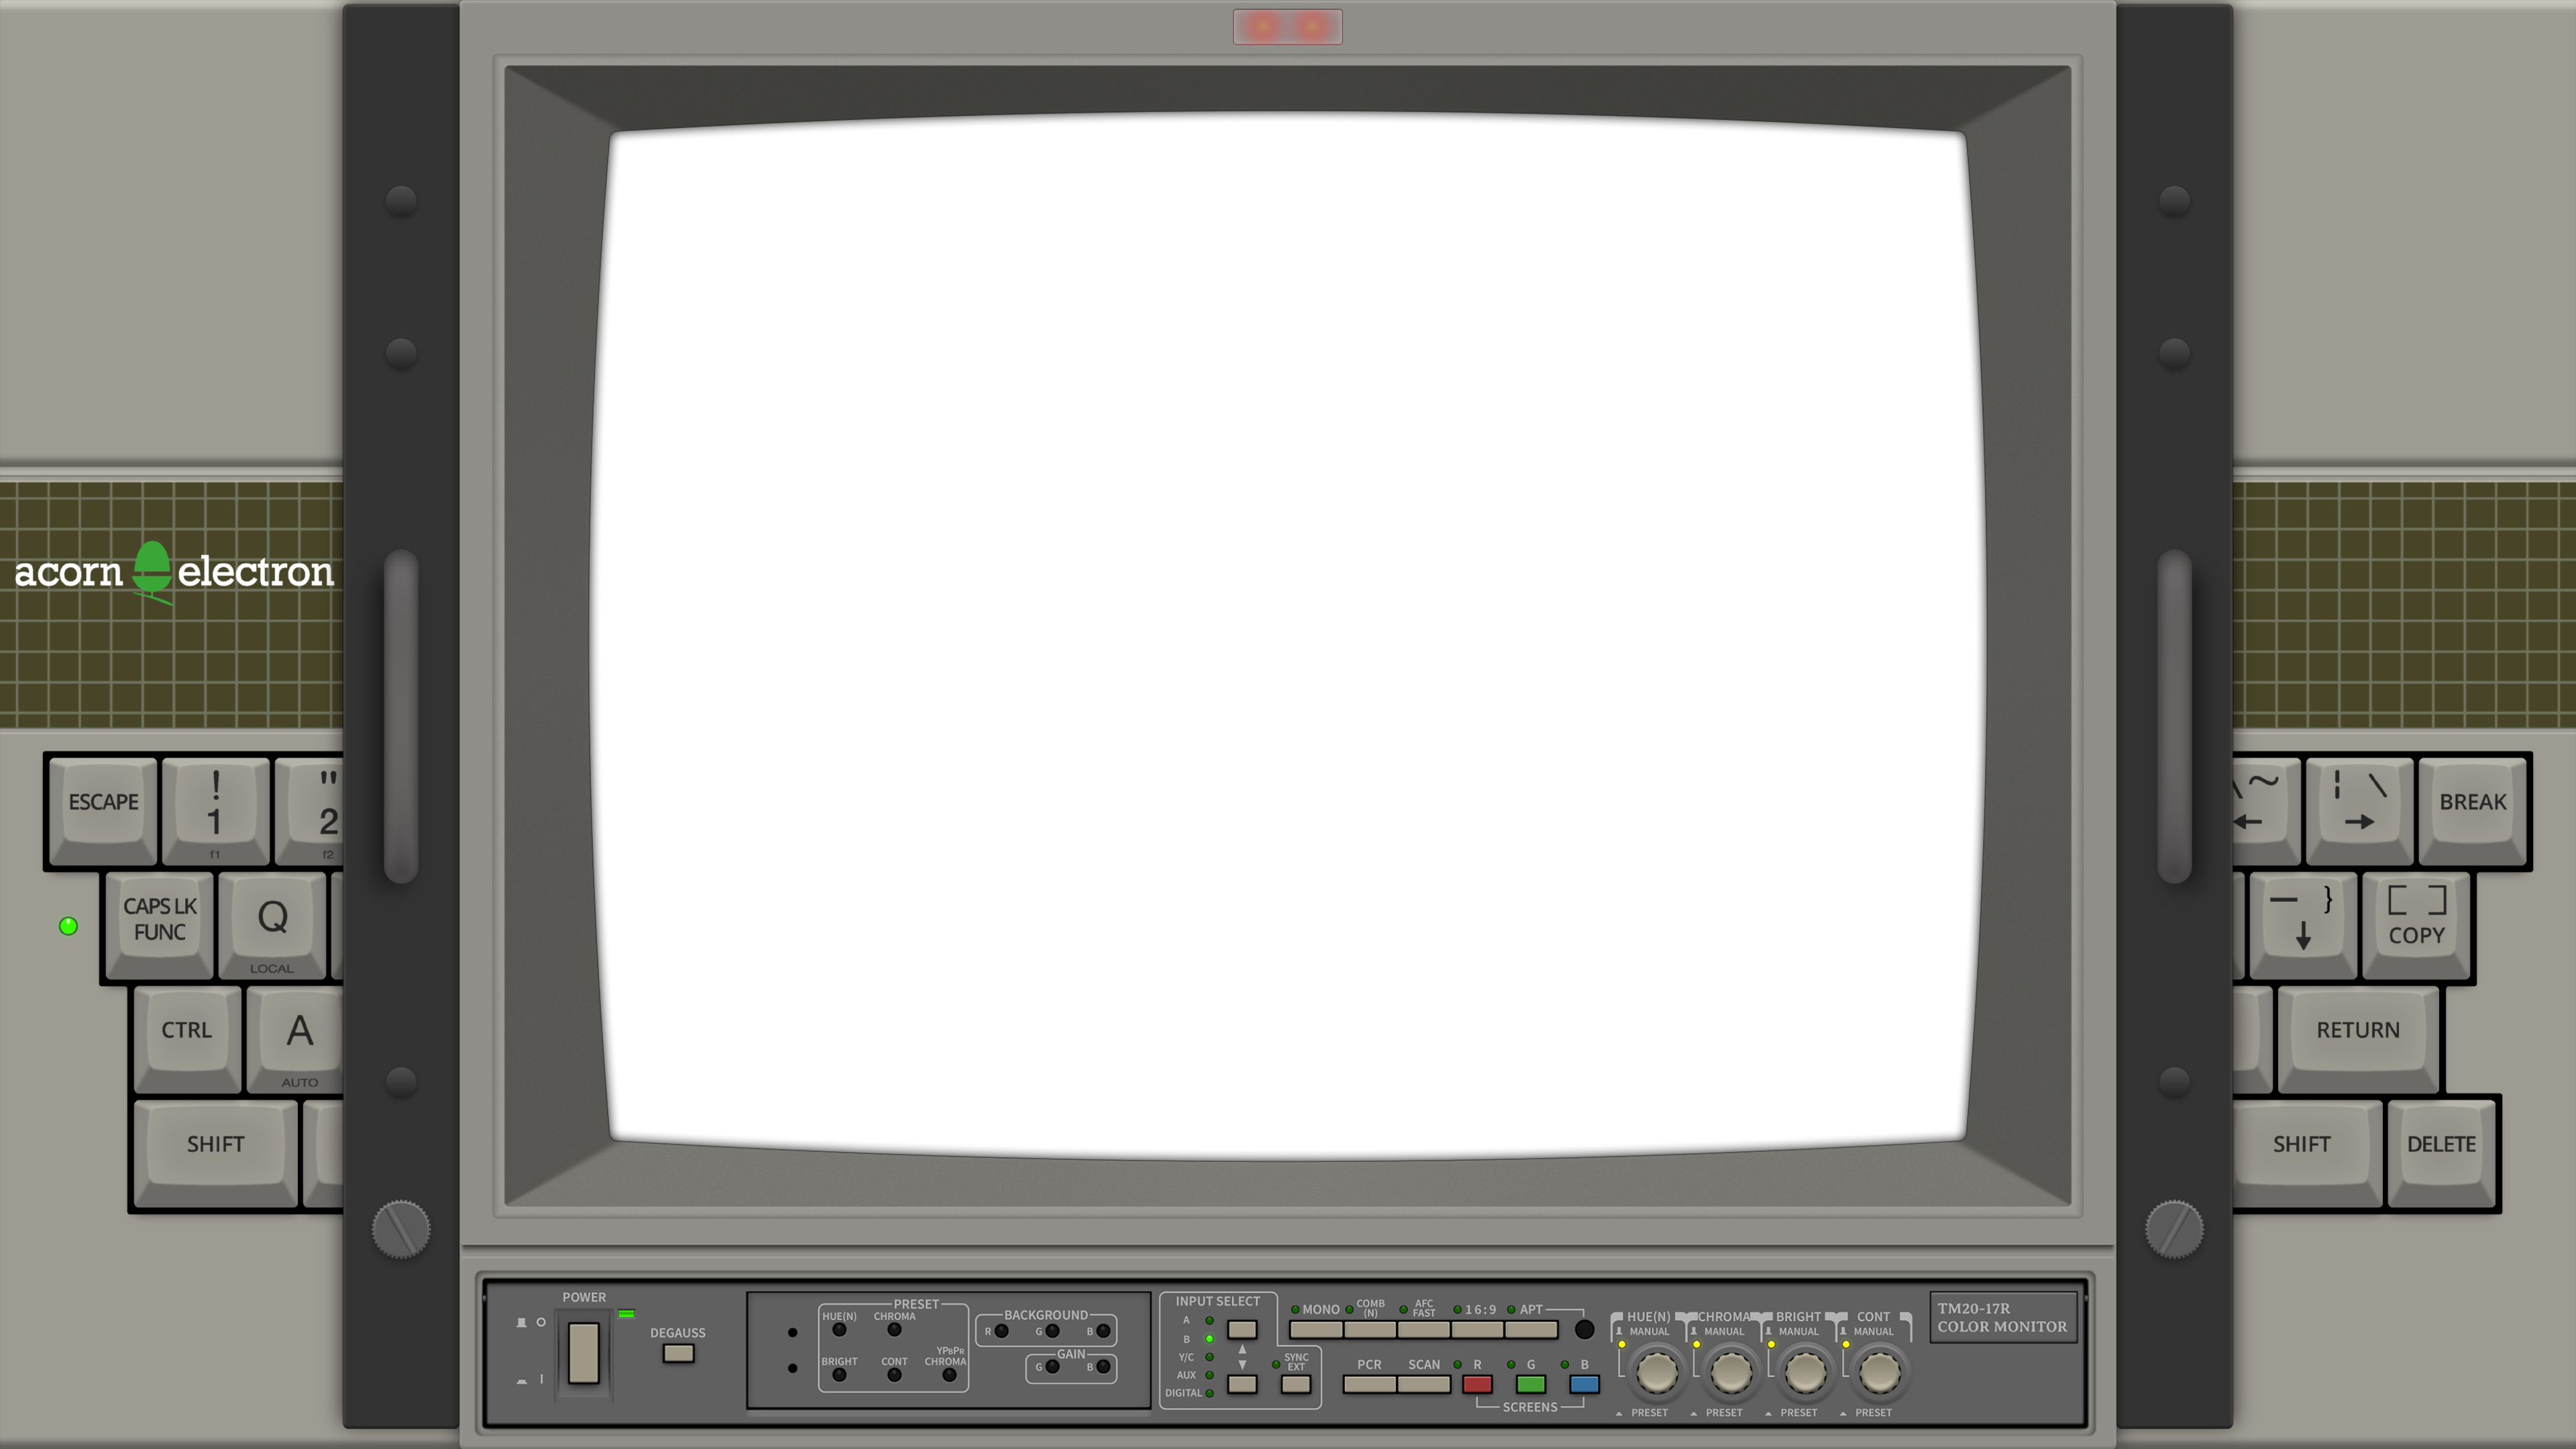 acorn electron
ESCAPE
!
1
f1
"
2
f2
CAPS LK
FUNC
Q
LOCAL
CTRL
A
AUTO
SHIFT
~
←
¦ \
→
BREAK
— }
↓
[ ]
COPY
RETURN
SHIFT
DELETE
POWER
DEGAUSS
PRESET
HUE(N) CHROMA
BRIGHT CONT YPBPR CHROMA
BACKGROUND
R G B
GAIN
G B
INPUT SELECT
A
B
Y/C
AUX
DIGITAL
SYNC
EXT
MONO COMB (N) AFC FAST 16:9 APT
PCR SCAN R G B
SCREENS
HUE(N) CHROMA BRIGHT CONT
MANUAL MANUAL MANUAL MANUAL
PRESET PRESET PRESET PRESET
TM20-17R
COLOR MONITOR